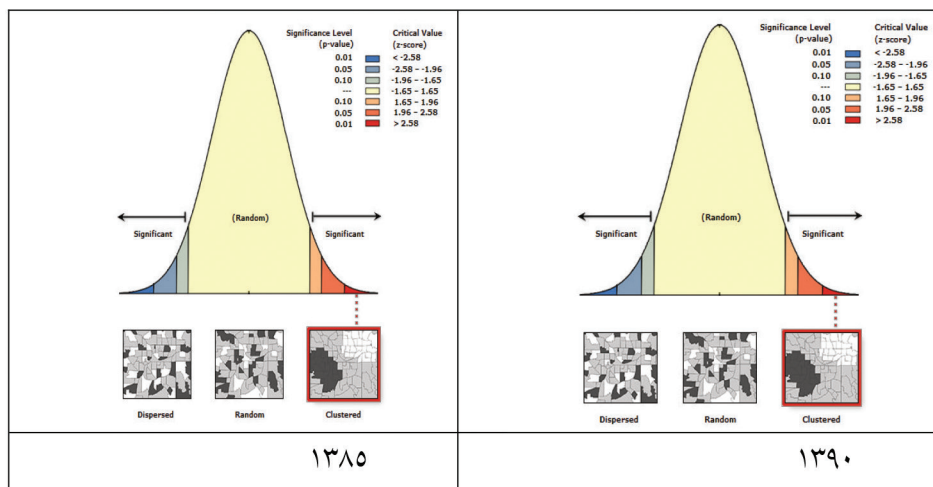 Significance Level (p-value) Critical Value (z-score)
0.01 < -2.58
0.05 -2.58 – -1.96
0.10 -1.96 – -1.65
--- -1.65 – 1.65
0.10 1.65 – 1.96
0.05 1.96 – 2.58
0.01 > 2.58
(Random)
Significant Significant
Dispersed Random Clustered
۱۳۸۵
Significance Level (p-value) Critical Value (z-score)
0.01 < -2.58
0.05 -2.58 – -1.96
0.10 -1.96 – -1.65
--- -1.65 – 1.65
0.10 1.65 – 1.96
0.05 1.96 – 2.58
0.01 > 2.58
(Random)
Significant Significant
Dispersed Random Clustered
۱۳۹۰